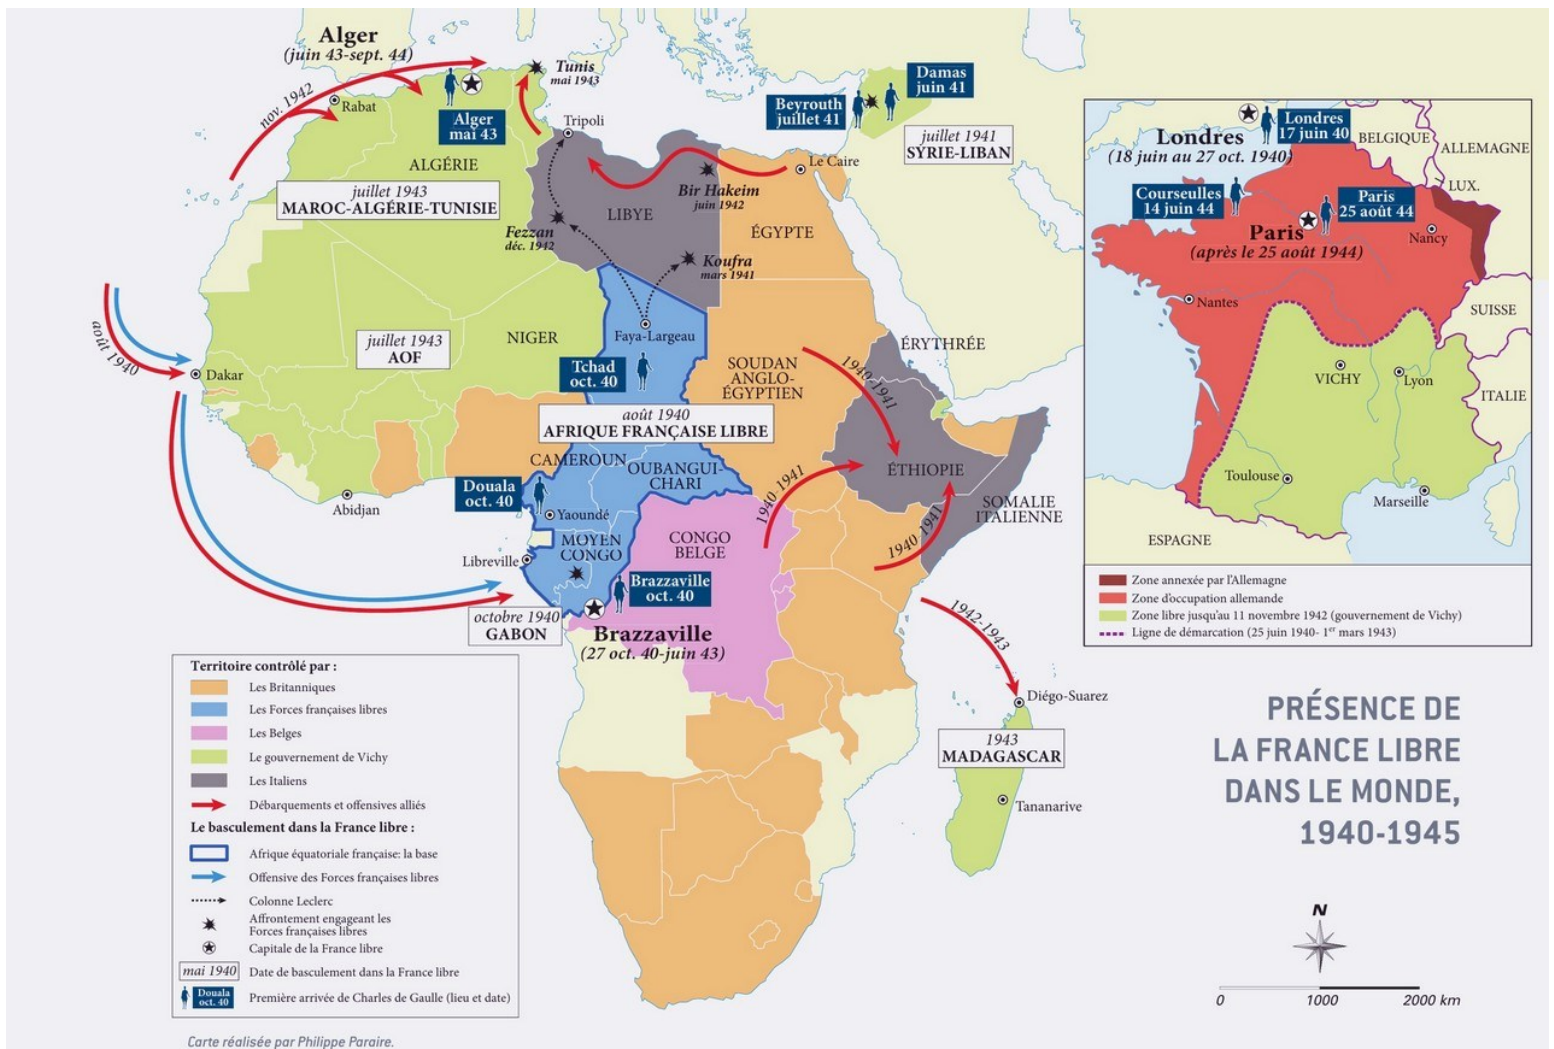 Alger
(juin 43-sept. 44)
nov. 1942
Rabat
Alger
mai 43
ALGÉRIE
Tunis
mai 1943
Tripoli
juillet 1943
MAROC-ALGÉRIE-TUNISIE
Beyrouth
juillet 41
Damas
juin 41
juillet 1941
SYRIE-LIBAN
Le Caire
Bir Hakeim
juin 1942
LIBYE
Fezzan
déc. 1942
Koufra
mars 1941
ÉGYPTE
août 1940
Dakar
juillet 1943
AOF
NIGER
Faya-Largeau
Tchad
oct. 40
SOUDAN
ANGLO-
ÉGYPTIEN
ÉRYTHRÉE
1940-1941
août 1940
AFRIQUE FRANÇAISE LIBRE
CAMEROUN
OUBANGUI-
CHARI
ÉTHIOPIE
1940-1941
SOMALIE
ITALIENNE
1940-1941
Douala
oct. 40
Abidjan
Yaoundé
MOYEN
CONGO
CONGO
BELGE
Libreville
Brazzaville
oct. 40
octobre 1940
GABON
Brazzaville
(27 oct. 40-juin 43)
1942-1943
Diégo-Suarez
1943
MADAGASCAR
Tananarive
Londres
(18 juin au 27 oct. 1940)
Londres
17 juin 40
BELGIQUE
ALLEMAGNE
LUX.
Courseulles
14 juin 44
Paris
25 août 44
Paris
(après le 25 août 1944)
Nancy
Nantes
SUISSE
VICHY
Lyon
ITALIE
Toulouse
Marseille
ESPAGNE
Zone annexée par l'Allemagne
Zone d'occupation allemande
Zone libre jusqu'au 11 novembre 1942 (gouvernement de Vichy)
Ligne de démarcation (25 juin 1940- 1er mars 1943)
Territoire contrôlé par :
Les Britanniques
Les Forces françaises libres
Les Belges
Le gouvernement de Vichy
Les Italiens
Débarquements et offensives alliés
Le basculement dans la France libre :
Afrique équatoriale française: la base
Offensive des Forces françaises libres
Colonne Leclerc
Affrontement engageant les
Forces françaises libres
Capitale de la France libre
mai 1940 Date de basculement dans la France libre
Douala
oct. 40
Première arrivée de Charles de Gaulle (lieu et date)
PRÉSENCE DE
LA FRANCE LIBRE
DANS LE MONDE,
1940-1945
N
0 1000 2000 km
Carte réalisée par Philippe Paraire.